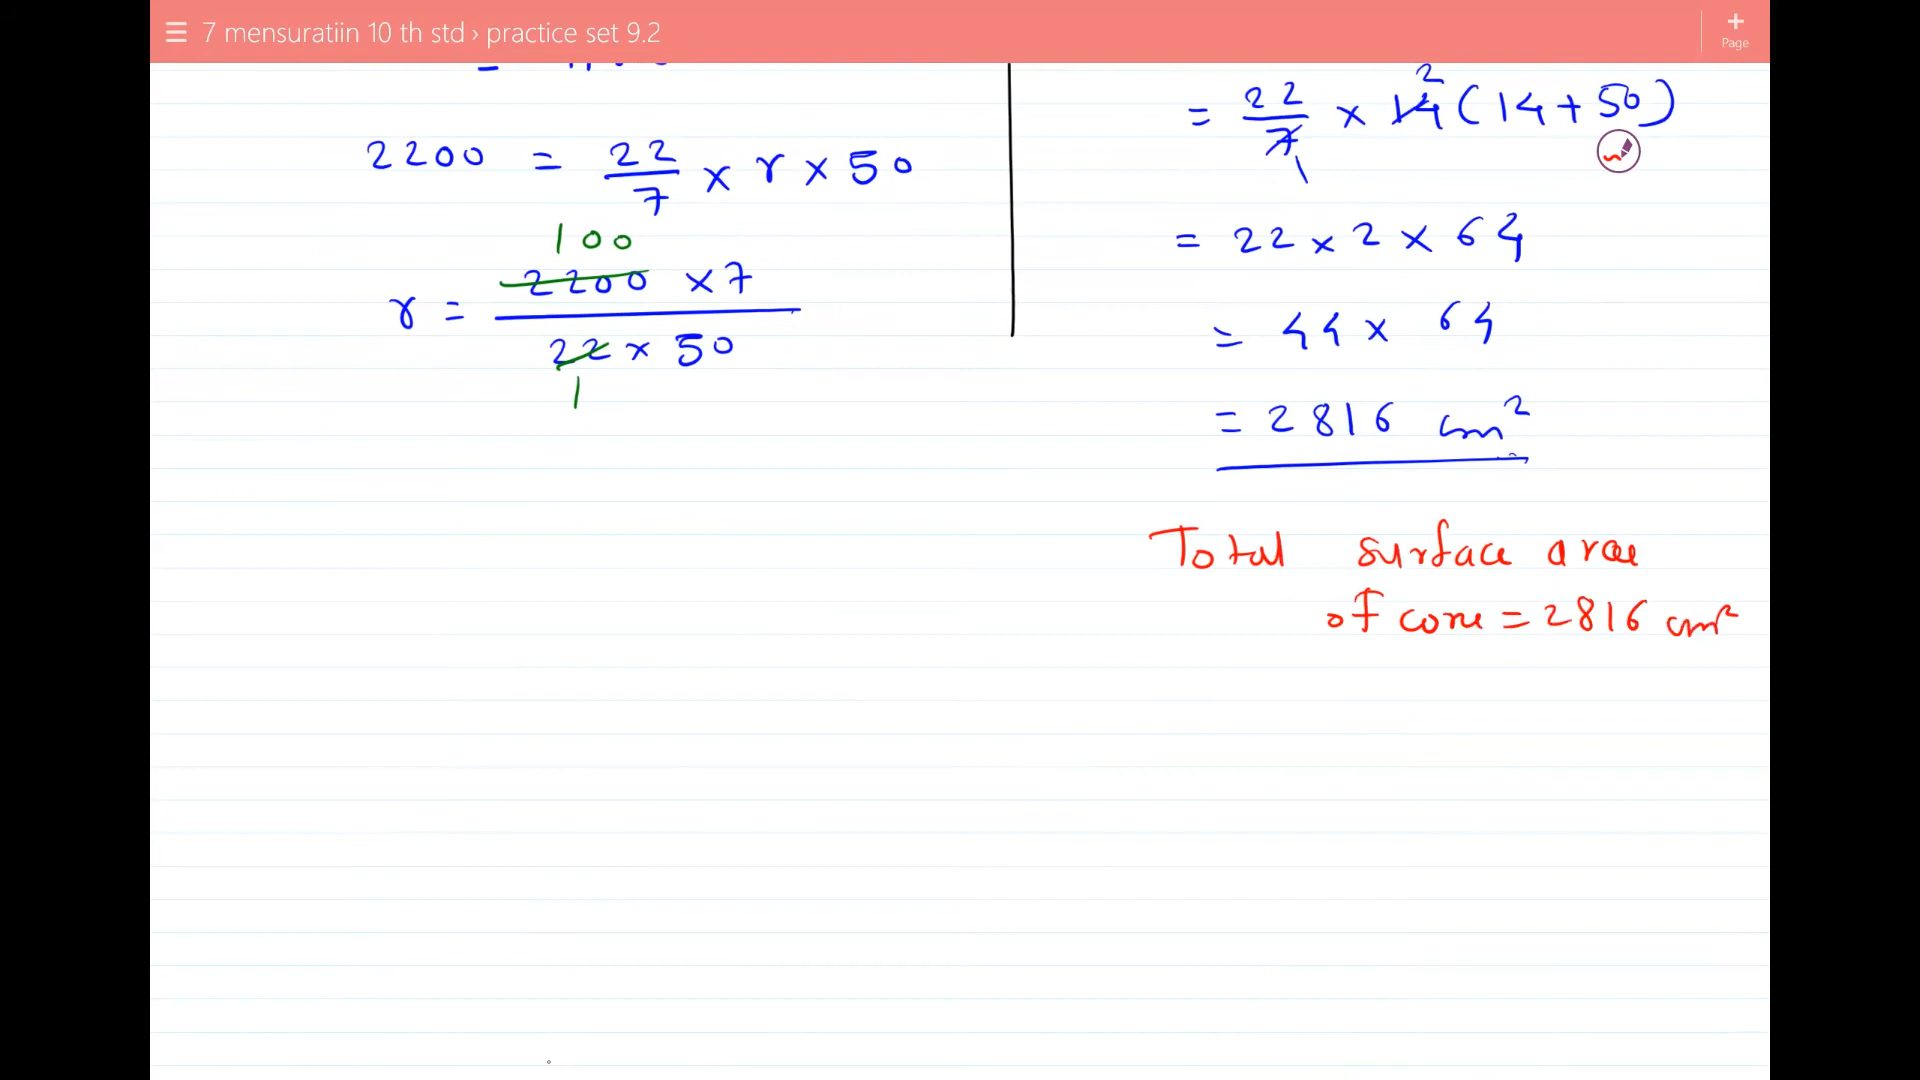 7 mensuratiin 10 th std › practice set 9.2
+
Page
2200 = 22/7 × r × 50
100
r = 2200 × 7 / 22 × 50
1
= 22/7 × 14 (14 + 50)
2
1
= 22 × 2 × 64
= 44 × 64
= 2816 cm²
Total surface area
of cone = 2816 cm²